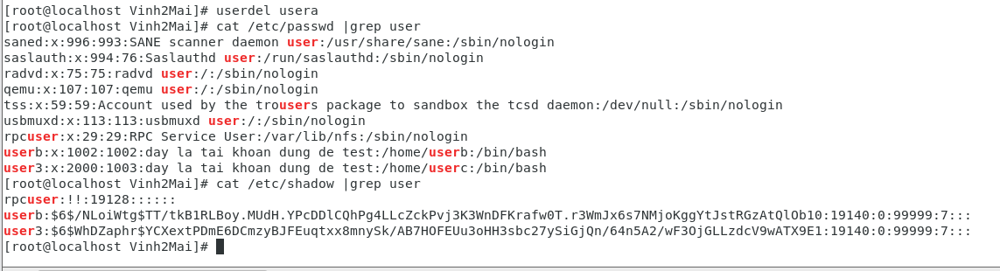 [root@localhost Vinh2Mai]# userdel usera
[root@localhost Vinh2Mai]# cat /etc/passwd |grep user
saned:x:996:993:SANE scanner daemon user:/usr/share/sane:/sbin/nologin
saslauth:x:994:76:Saslauthd user:/run/saslauthd:/sbin/nologin
radvd:x:75:75:radvd user:/:/sbin/nologin
qemu:x:107:107:qemu user:/:/sbin/nologin
tss:x:59:59:Account used by the trousers package to sandbox the tcsd daemon:/dev/null:/sbin/nologin
usbmuxd:x:113:113:usbmuxd user:/:/sbin/nologin
rpcuser:x:29:29:RPC Service User:/var/lib/nfs:/sbin/nologin
userb:x:1002:1002:day la tai khoan dung de test:/home/userb:/bin/bash
user3:x:2000:1003:day la tai khoan dung de test:/home/userc:/bin/bash
[root@localhost Vinh2Mai]# cat /etc/shadow |grep user
rpcuser:!!:19128::::::
userb:$6$/NLoiWtg$TT/tkB1RLBoy.MUdH.YPcDDlCQhPg4LLcZckPvj3K3WnDFKrafw0T.r3WmJx6s7NMjoKggYtJstRGzAtQlOb10:19140:0:99999:7:::
user3:$6$WhDZaphr$YCXextPDmE6DCmzyBJFEuqtxx8mnySk/AB7HOFEUu3oHH3sbc27ySiGjQn/64n5A2/wF3OjGLLzdcV9wATX9E1:19140:0:99999:7:::
[root@localhost Vinh2Mai]#